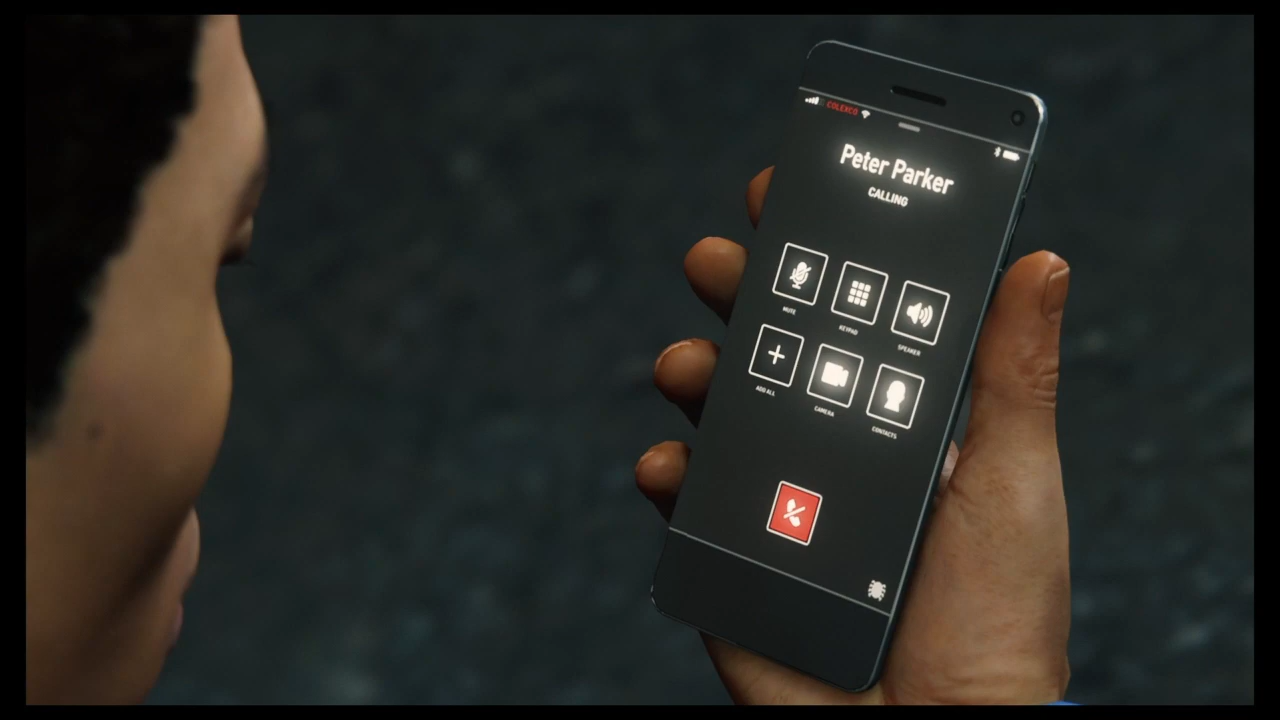 COLEXCO
Peter Parker
CALLING
MUTE
KEYPAD
SPEAKER
ADD ALL
CAMERA
CONTACTS